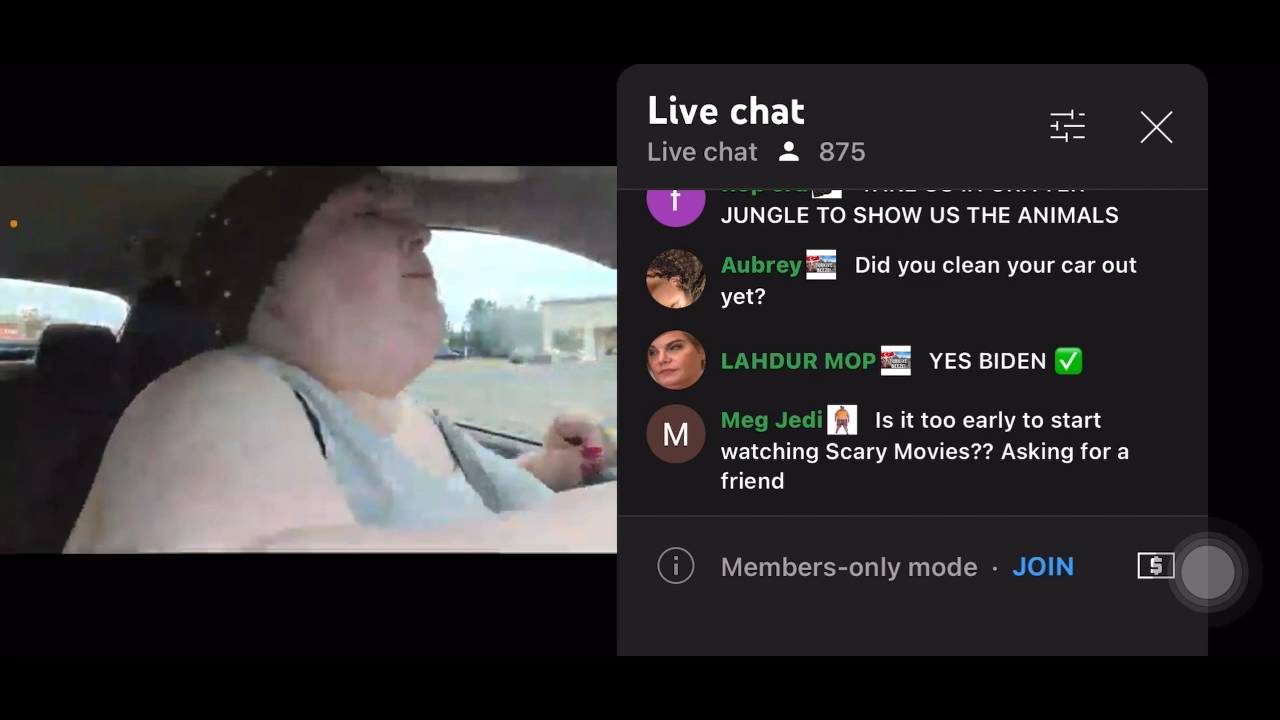 Live chat
Live chat 875
f
JUNGLE TO SHOW US THE ANIMALS
Aubrey Did you clean your car out
yet?
LAHDUR MOP YES BIDEN
M Meg Jedi Is it too early to start
watching Scary Movies?? Asking for a
friend
Members-only mode · JOIN
$